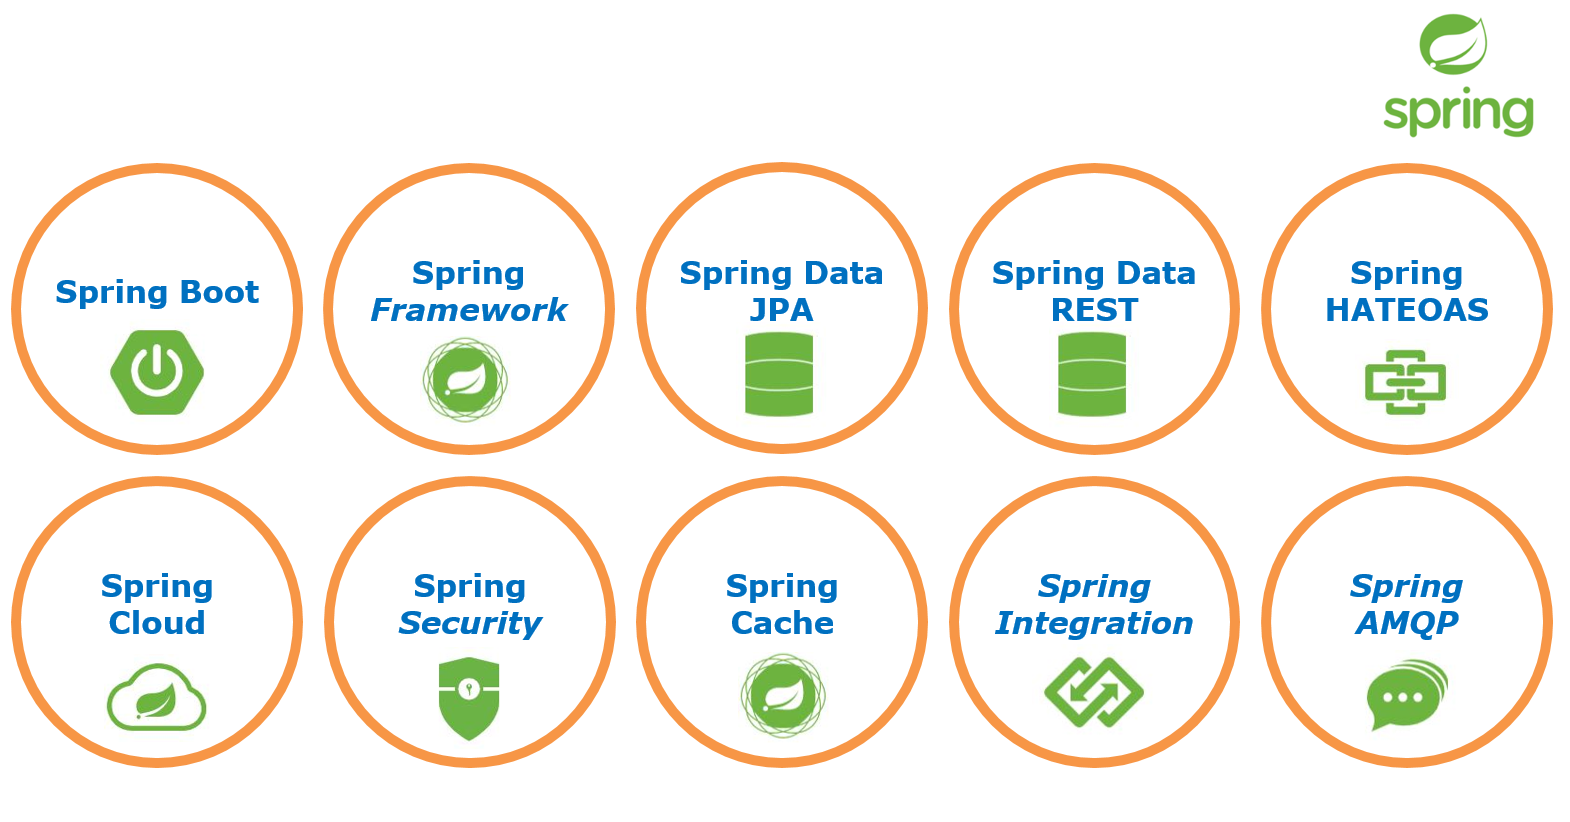 spring
Spring Boot
Spring
Framework
Spring Data
JPA
Spring Data
REST
Spring
HATEOAS
Spring
Cloud
Spring
Security
Spring
Cache
Spring
Integration
Spring
AMQP